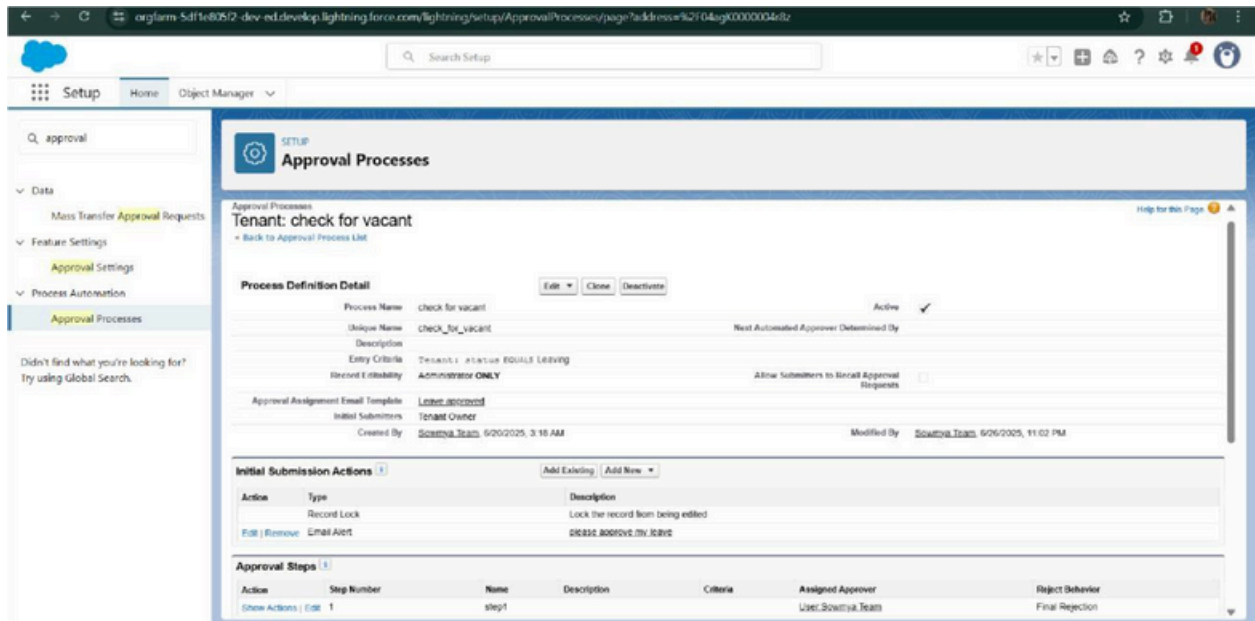 orgfarm-5df1e805f2-dev-ed.develop.lightning.force.com/lightning/setup/ApprovalProcesses/page?address=%2F04agK0000004r8z
Search Setup
Setup Home Object Manager
approval
Data
Mass Transfer Approval Requests
Feature Settings
Approval Settings
Process Automation
Approval Processes
Didn't find what you're looking for?
Try using Global Search.
SETUP
Approval Processes
Approval Processes
Tenant: check for vacant
Help for this Page
« Back to Approval Process List
Process Definition Detail Edit Clone Deactivate
Process Name check for vacant Active ✓
Unique Name check_for_vacant Next Automated Approver Determined By
Description
Entry Criteria Tenant: status EQUALS Leaving
Record Editability Administrator ONLY Allow Submitters to Recall Approval
Requests
Approval Assignment Email Template Leave approved
Initial Submitters Tenant Owner
Created By Sowmya Team, 6/20/2025, 3:18 AM Modified By Sowmya Team, 6/26/2025, 11:02 PM
Initial Submission Actions Add Existing Add New
Action Type Description
Record Lock Lock the record from being edited
Edit | Remove Email Alert please approve my leave
Approval Steps
Action Step Number Name Description Criteria Assigned Approver Reject Behavior
Show Actions | Edit 1 step1 User:Sowmya Team Final Rejection